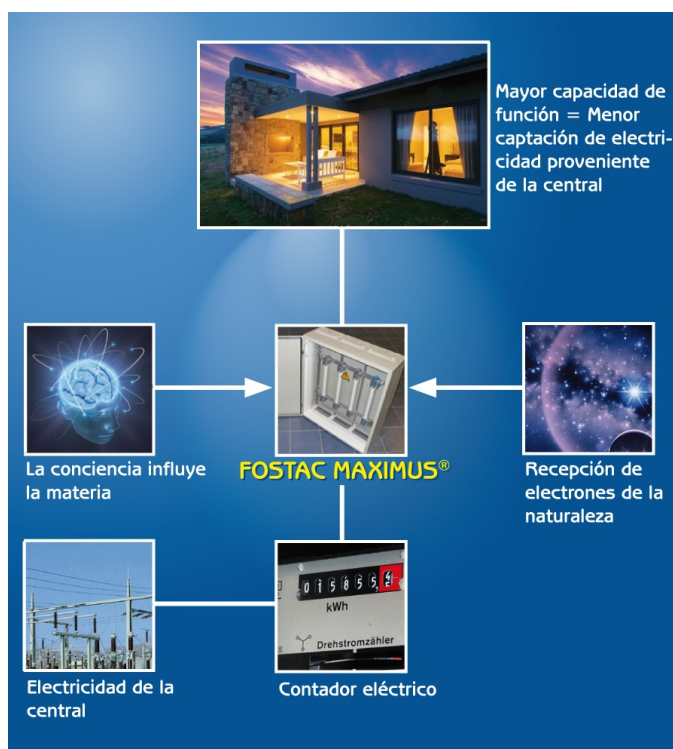 Mayor capacidad de
función = Menor
captación de electri-
cidad proveniente
de la central
La conciencia influye
la materia
FOSTAC MAXIMUS®
Recepción de
electrones de la
naturaleza
015855
kWh
Drehstromzähler
Electricidad de la
central
Contador eléctrico